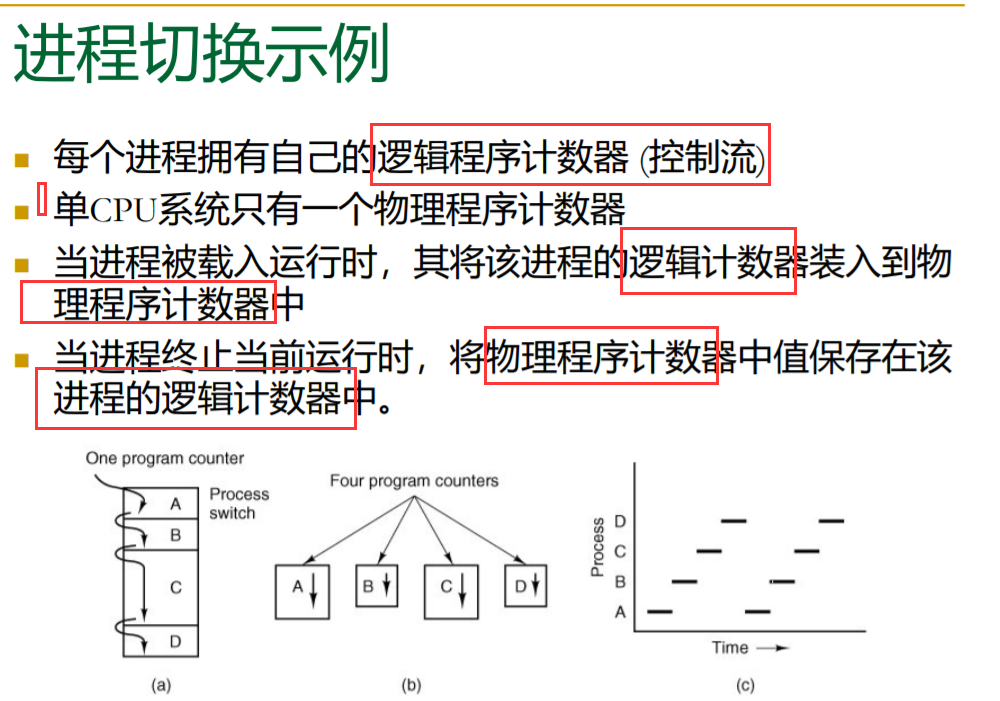 进程切换示例
每个进程拥有自己的逻辑程序计数器 (控制流)
单CPU系统只有一个物理程序计数器
当进程被载入运行时，其将该进程的逻辑计数器装入到物
理程序计数器中
当进程终止当前运行时，将物理程序计数器中值保存在该
进程的逻辑计数器中。
One program counter
Process
switch
A
B
C
D
(a)
Four program counters
A
B
C
D
(b)
Process
D
C
B
A
Time
(c)